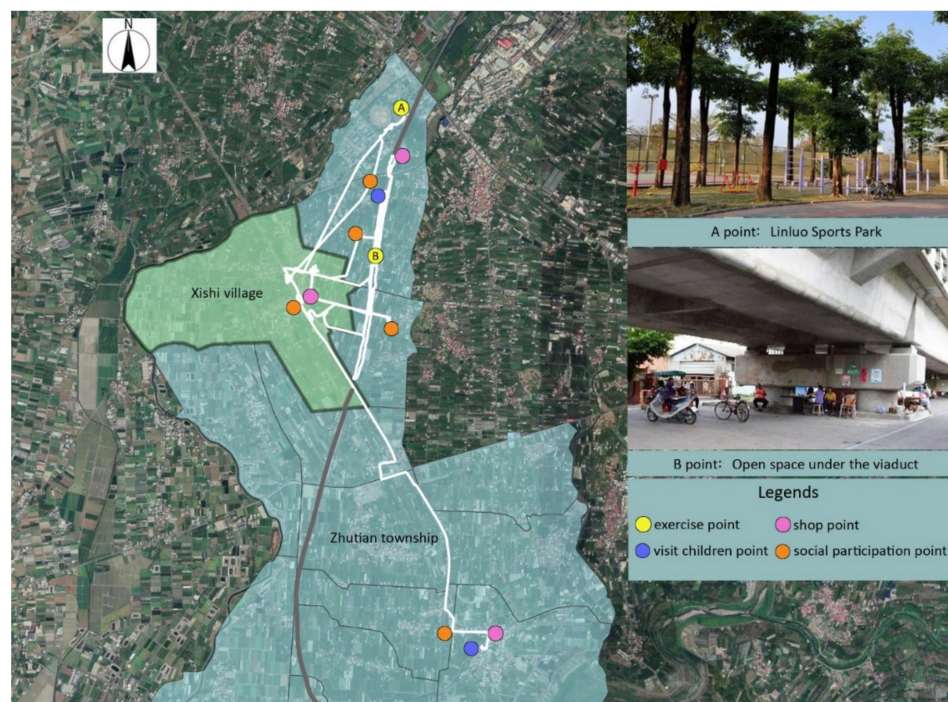 N
A
B
Xishi village
Zhutian township
A point: Linluo Sports Park
B point: Open space under the viaduct
Legends
exercise point
shop point
visit children point
social participation point